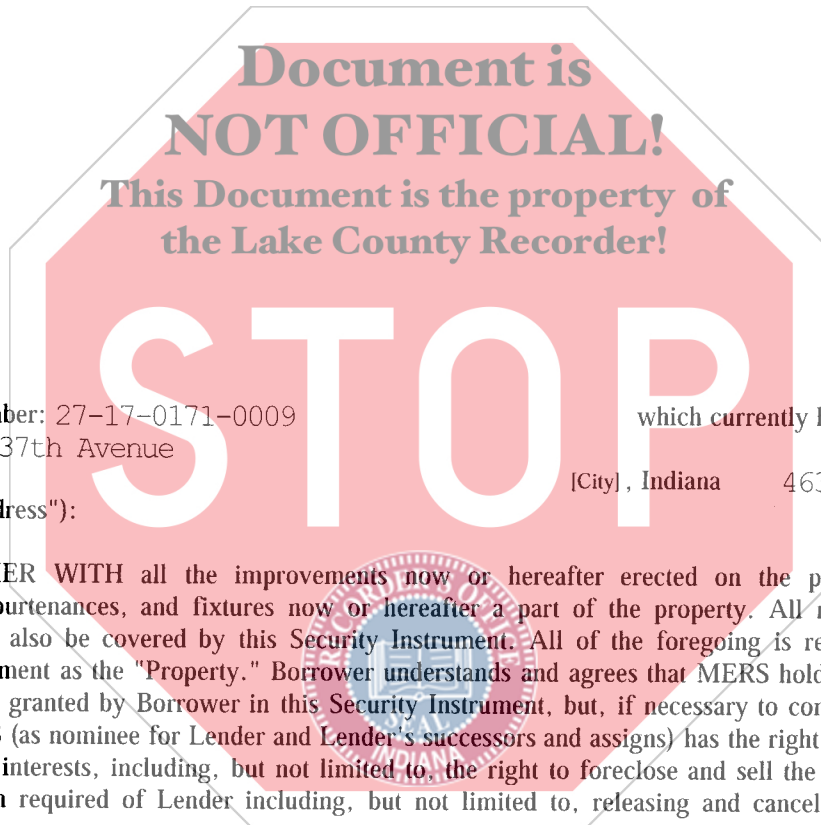 Document is
NOT OFFICIAL!
This Document is the property of
the Lake County Recorder!
STOP
ber: 27-17-0171-0009 which currently
37th Avenue
[City], Indiana 463
ress"):
ER WITH all the improvements now or hereafter erected on the p
purtenances, and fixtures now or hereafter a part of the property. All
also be covered by this Security Instrument. All of the foregoing is re
ment as the "Property." Borrower understands and agrees that MERS hold
granted by Borrower in this Security Instrument, but, if necessary to
(as nominee for Lender and Lender's successors and assigns) has the right
interests, including, but not limited to, the right to foreclose and sell the
required of Lender including, but not limited to, releasing and cancel
RECORDER'S OFFICE
SEAL
INDIANA